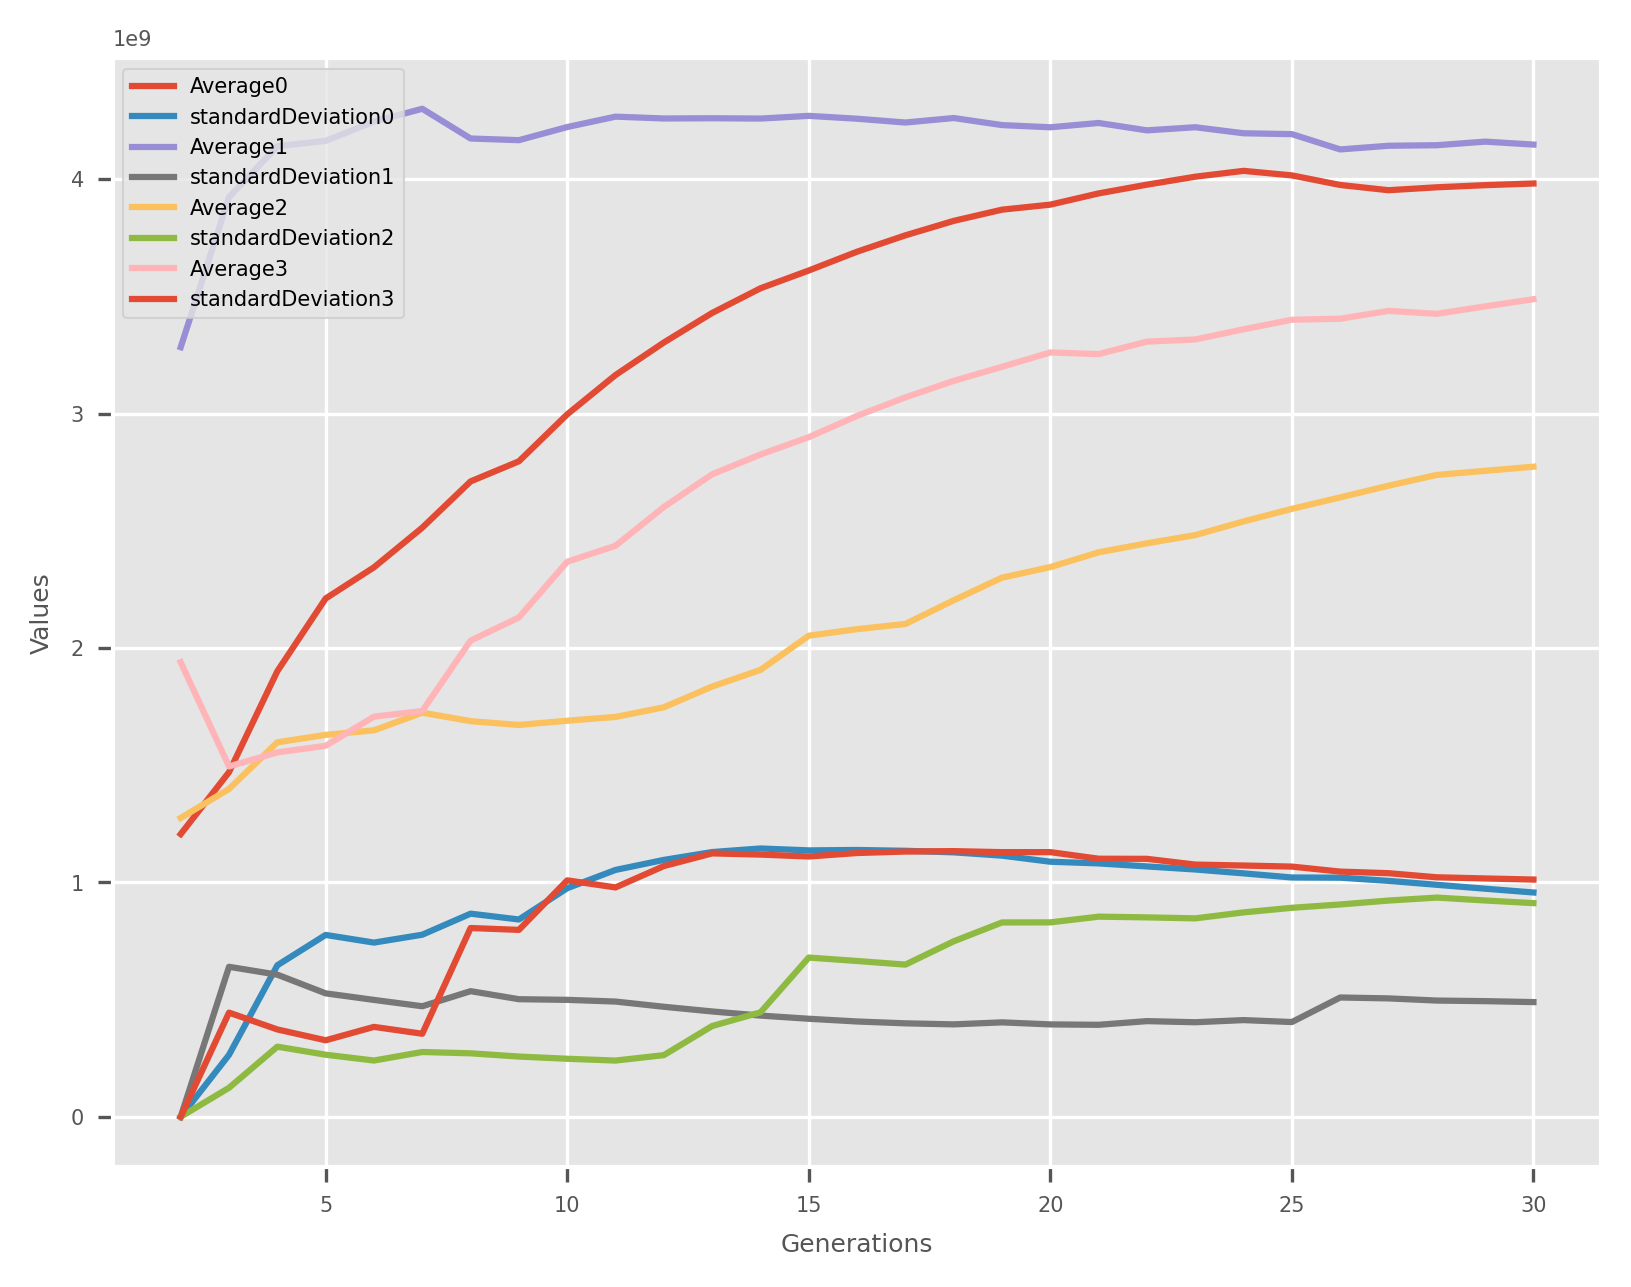 1e9
Average0
standardDeviation0
Average1
standardDeviation1
Average2
standardDeviation2
Average3
standardDeviation3
4
3
2
1
0
Values
5 10 15 20 25 30
Generations